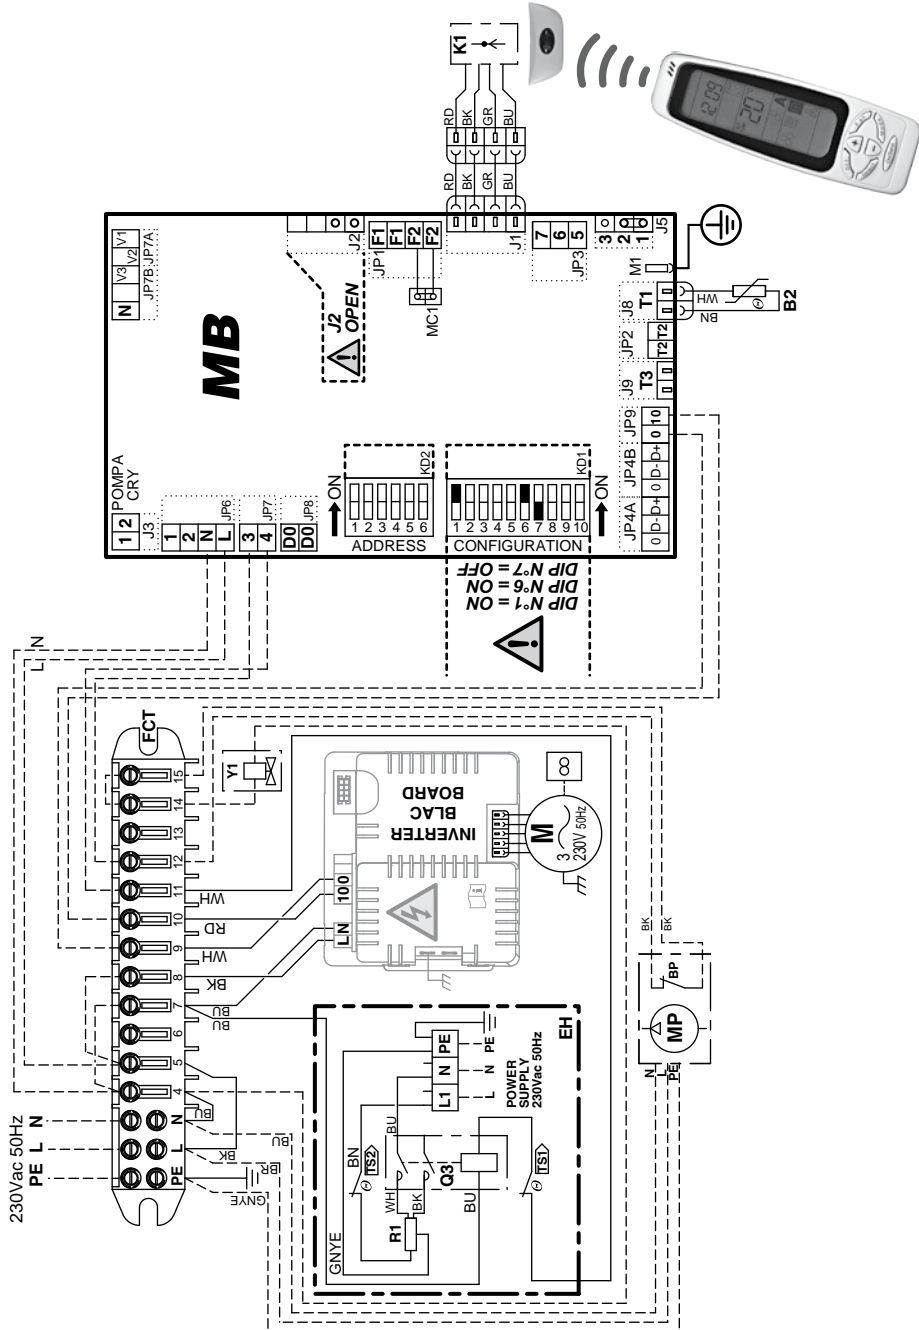 230Vac 50Hz
PE L N
FCT
PE
L
N
4
5
6
7
8
9
10
11
12
13
14
15
GNYE
BR
BK
BU
BU
BU
BU
BK
WH
RD
WH
L
N
Y1
INVERTER
BLAC
BOARD
L N
10 0
M
3
230V 50Hz
8
EH
R1
GNYE
WH
BK
BN
TS2
BU
Q3
BU
TS1
L1
N
PE
L
N
PE
POWER
SUPPLY
230Vac 50Hz
N
L
PE
MP
BP
BK
BK
MB
POMPA
CRY
1 2
J3
1
2
N
L
JP6
3
4
JP7
D0
D0
JP8
ON
1
2
3
4
5
6
KD2
ADDRESS
1
2
3
4
5
6
7
8
9
10
KD1
ON
CONFIGURATION
DIP N°1 = ON
DIP N°6 = ON
DIP N°7 = OFF
N
V3
V2
V1
JP7B
JP7A
J2
OPEN
J2
JP1
F1
F1
F2
F2
MC1
J1
JP3
7
6
5
3
2
1
J5
M1
JP4A
0 D- D+
JP4B
0 D- D+
JP9
0 10
J9
T3
JP2
T2 T2
J8
T1
BN
WH
B2
RD
BK
GR
BU
RD
BK
GR
BU
K1
12:09
20
A